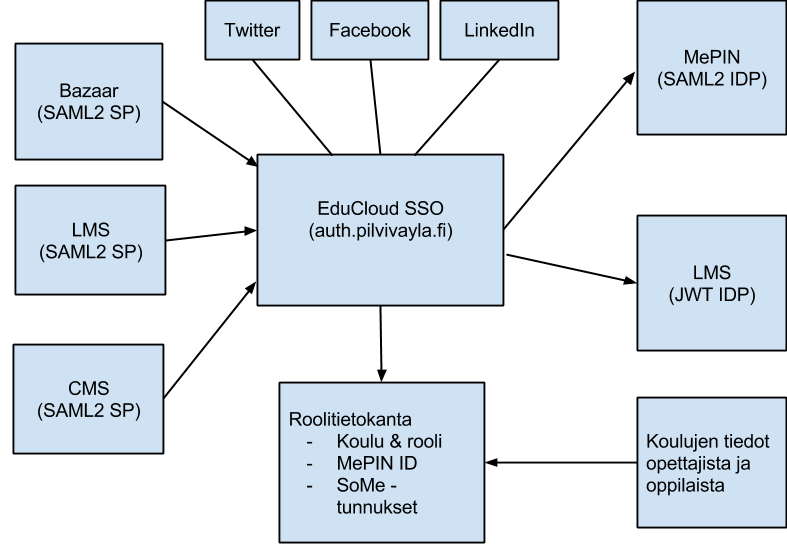 Twitter
Facebook
LinkedIn
Bazaar
(SAML2 SP)
MePIN
(SAML2 IDP)
EduCloud SSO
(auth.pilvivayla.fi)
LMS
(SAML2 SP)
LMS
(JWT IDP)
CMS
(SAML2 SP)
Roolitietokanta
- Koulu & rooli
- MePIN ID
- SoMe -
tunnukset
Koulujen tiedot
opettajista ja
oppilaista